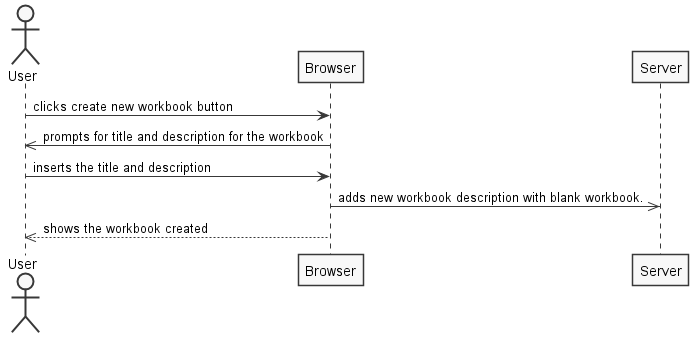 User
Browser
Server
clicks create new workbook button
prompts for title and description for the workbook
inserts the title and description
adds new workbook description with blank workbook.
shows the workbook created
User
Browser
Server